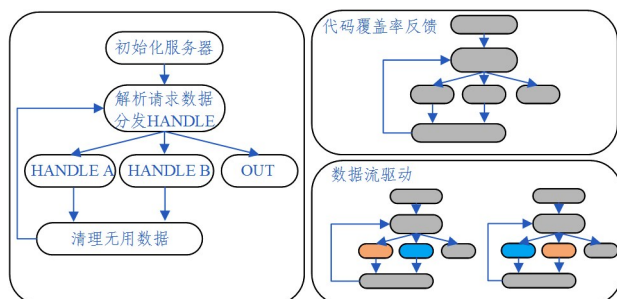 初始化服务器
解析请求数据
分发HANDLE
HANDLE A
HANDLE B
OUT
清理无用数据
代码覆盖率反馈
数据流驱动